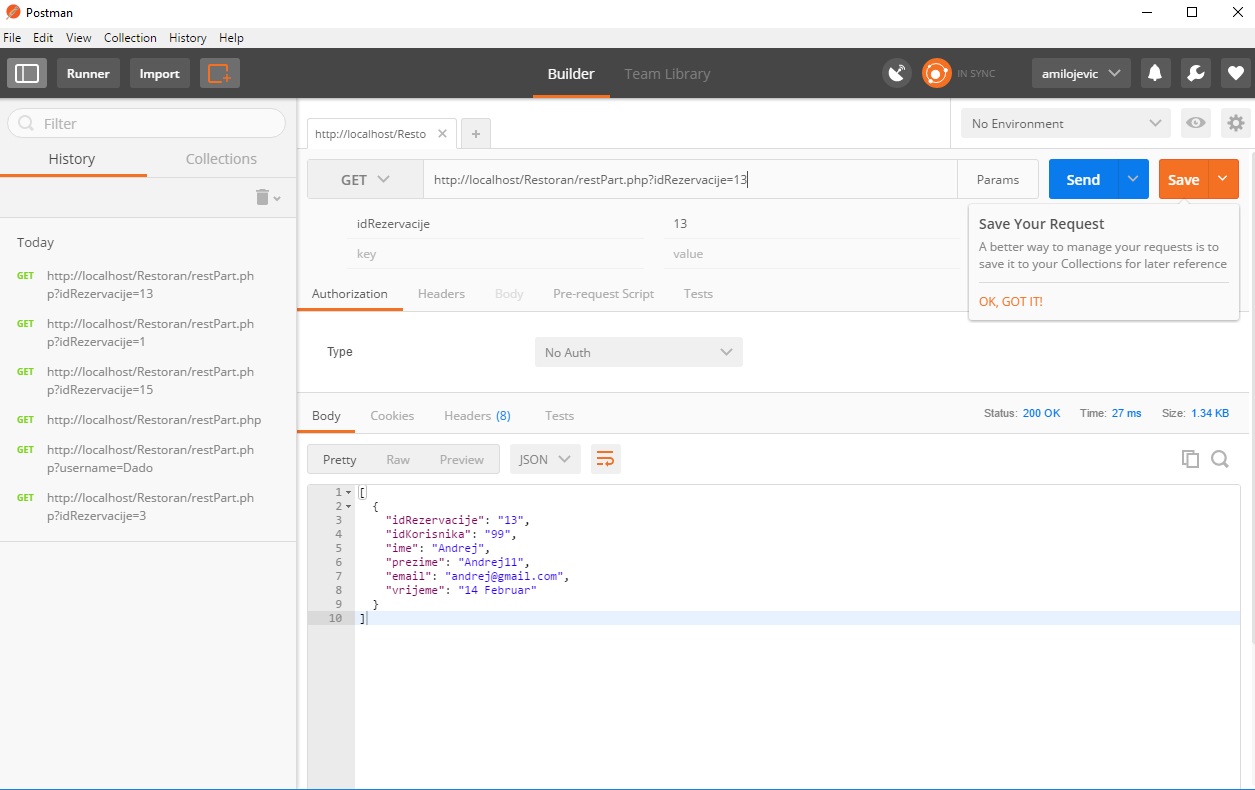 Postman
File Edit View Collection History Help
Runner Import Builder Team Library IN SYNC amilojevic
Filter
History Collections
Today
GET http://localhost/Restoran/restPart.ph
p?idRezervacije=13
GET http://localhost/Restoran/restPart.ph
p?idRezervacije=1
GET http://localhost/Restoran/restPart.ph
p?idRezervacije=15
GET http://localhost/Restoran/restPart.php
GET http://localhost/Restoran/restPart.ph
p?username=Dado
GET http://localhost/Restoran/restPart.ph
p?idRezervacije=3
http://localhost/Resto
No Environment
GET http://localhost/Restoran/restPart.php?idRezervacije=13 Params Send Save
idRezervacije 13
key value
Save Your Request
A better way to manage your requests is to
save it to your Collections for later reference
OK, GOT IT!
Authorization Headers Body Pre-request Script Tests
Type No Auth
Body Cookies Headers (8) Tests Status: 200 OK Time: 27 ms Size: 1.34 KB
Pretty Raw Preview JSON
1 [
2 {
3 "idRezervacije": "13",
4 "idKorisnika": "99",
5 "ime": "Andrej",
6 "prezime": "Andrej11",
7 "email": "andrej@gmail.com",
8 "vrijeme": "14 Februar"
9 }
10 ]